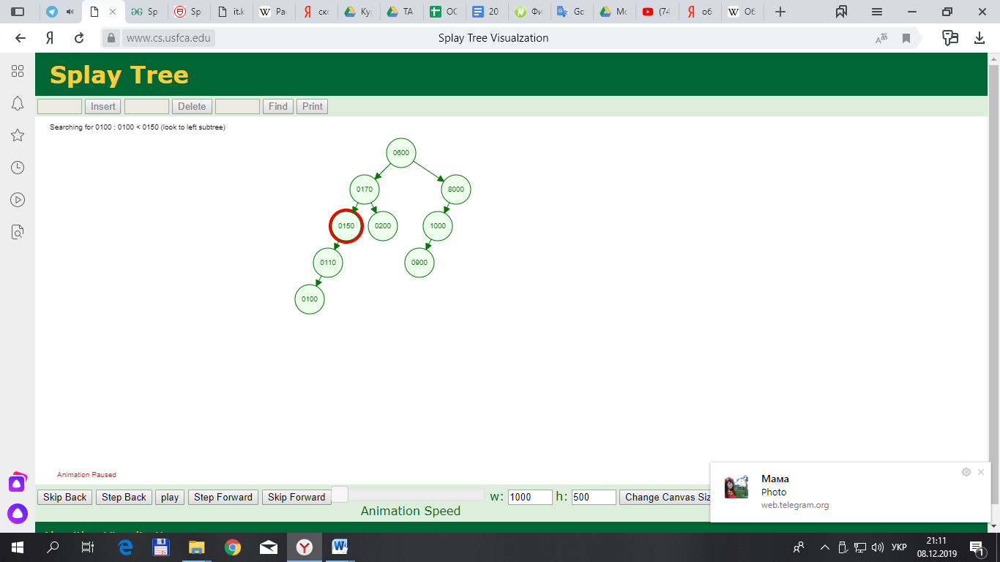 Sp
Sp
it.k
Ра
скс
Ку
ТА
ОС
20
Фи
Go
Мо
(74
об
Об
www.cs.usfca.edu
Splay Tree Visualzation
Splay Tree
Insert Delete Find Print
Searching for 0100 : 0100 < 0150 (look to left subtree)
0600
0170 8000
0150 0200 1000
0110 0900
0100
Animation Paused
Skip Back Step Back play Step Forward Skip Forward w: 1000 h: 500 Change Canvas Siz
Animation Speed
Мама
Photo
web.telegram.org
УКР
21:11
08.12.2019
1